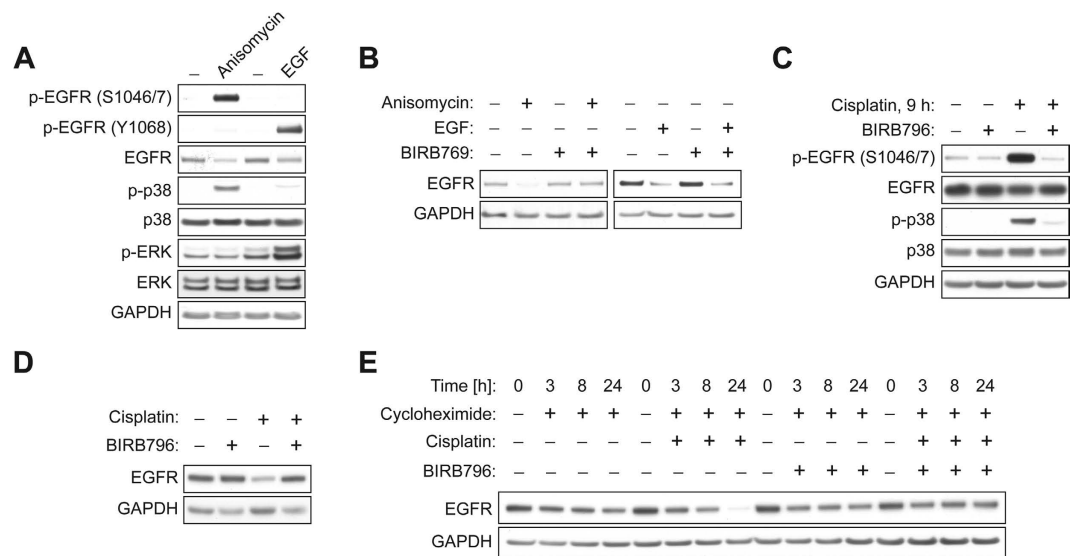 A
– Anisomycin – EGF
p-EGFR (S1046/7)
p-EGFR (Y1068)
EGFR
p-p38
p38
p-ERK
ERK
GAPDH
B
Anisomycin: – + – +
EGF: – + – +
BIRB769: – – + + – – + +
EGFR
GAPDH
C
Cisplatin, 9 h: – – + +
BIRB796: – + – +
p-EGFR (S1046/7)
EGFR
p-p38
p38
GAPDH
D
Cisplatin: – – + +
BIRB796: – + – +
EGFR
GAPDH
E
Time [h]: 0 3 8 24 0 3 8 24 0 3 8 24 0 3 8 24
Cycloheximide: – + + + – + + + – + + + – + + +
Cisplatin: – – – – – + + + – – – – – + + +
BIRB796: – – – – – – – – – + + + – + + +
EGFR
GAPDH